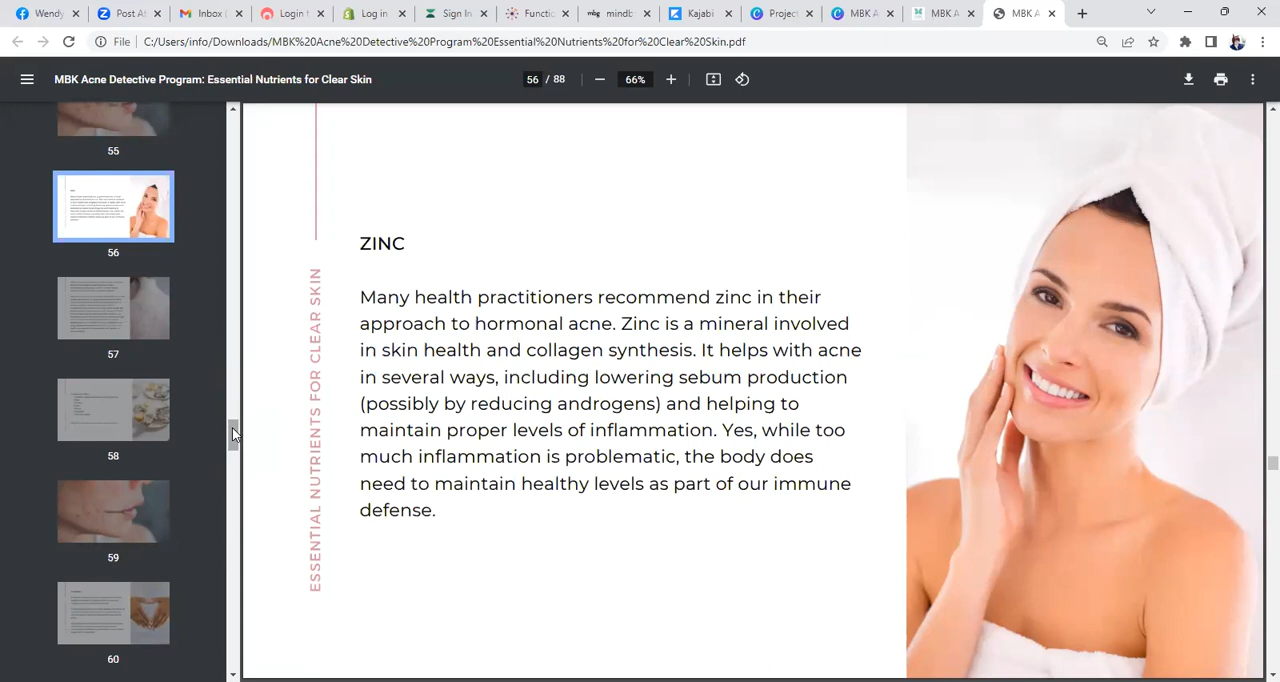 Wendy
Post At
Inbox (
Login t
Log in
Sign In
Functi
mbg mindb
Kajabi
Project
MBK A
MBK A
MBK A
File C:/Users/info/Downloads/MBK%20Acne%20Detective%20Program%20Essential%20Nutrients%20for%20Clear%20Skin.pdf
MBK Acne Detective Program: Essential Nutrients for Clear Skin
56 / 88
66%
55
56
57
58
59
60
ESSENTIAL NUTRIENTS FOR CLEAR SKIN
ZINC
Many health practitioners recommend zinc in their
approach to hormonal acne. Zinc is a mineral involved
in skin health and collagen synthesis. It helps with acne
in several ways, including lowering sebum production
(possibly by reducing androgens) and helping to
maintain proper levels of inflammation. Yes, while too
much inflammation is problematic, the body does
need to maintain healthy levels as part of our immune
defense.